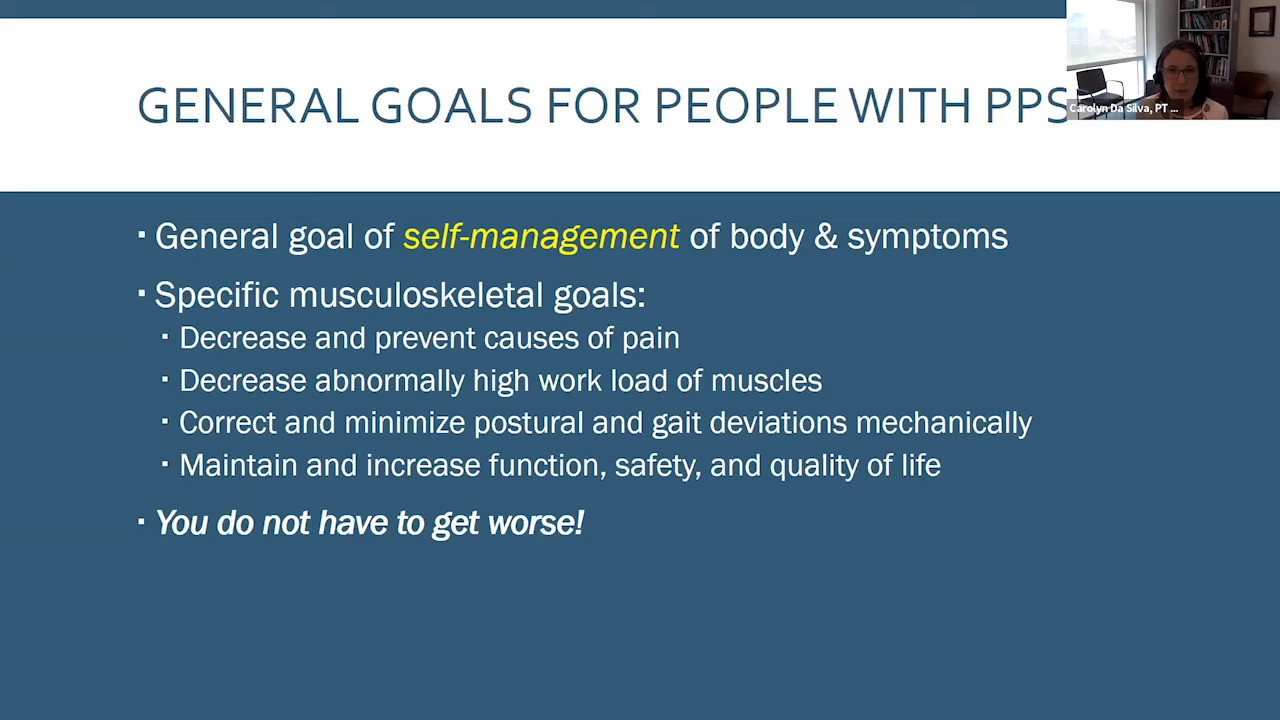 GENERAL GOALS FOR PEOPLE WITH PPS
Carolyn Da Silva, PT ...
▪ General goal of self-management of body & symptoms
▪ Specific musculoskeletal goals:
▪ Decrease and prevent causes of pain
▪ Decrease abnormally high work load of muscles
▪ Correct and minimize postural and gait deviations mechanically
▪ Maintain and increase function, safety, and quality of life
▪ You do not have to get worse!